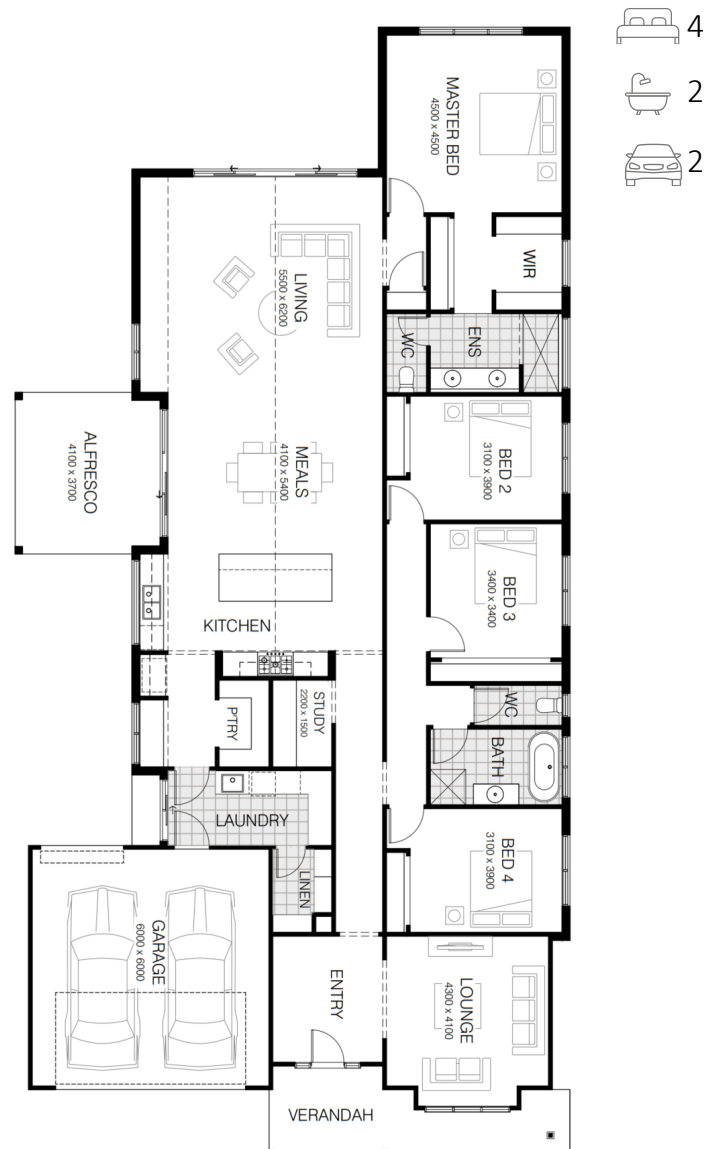 4
2
2
MASTER BED
4500 x 4500
WIR
LIVING
5500 x 6200
WC
ENS
ALFRESCO
4100 x 3700
MEALS
4100 x 5400
BED 2
3100 x 3900
BED 3
3400 x 3400
KITCHEN
P'TRY
STUDY
2200 x 1500
WC
BATH
LAUNDRY
LINEN
BED 4
3100 x 3900
GARAGE
6000 x 6000
ENTRY
LOUNGE
4300 x 4100
VERANDAH